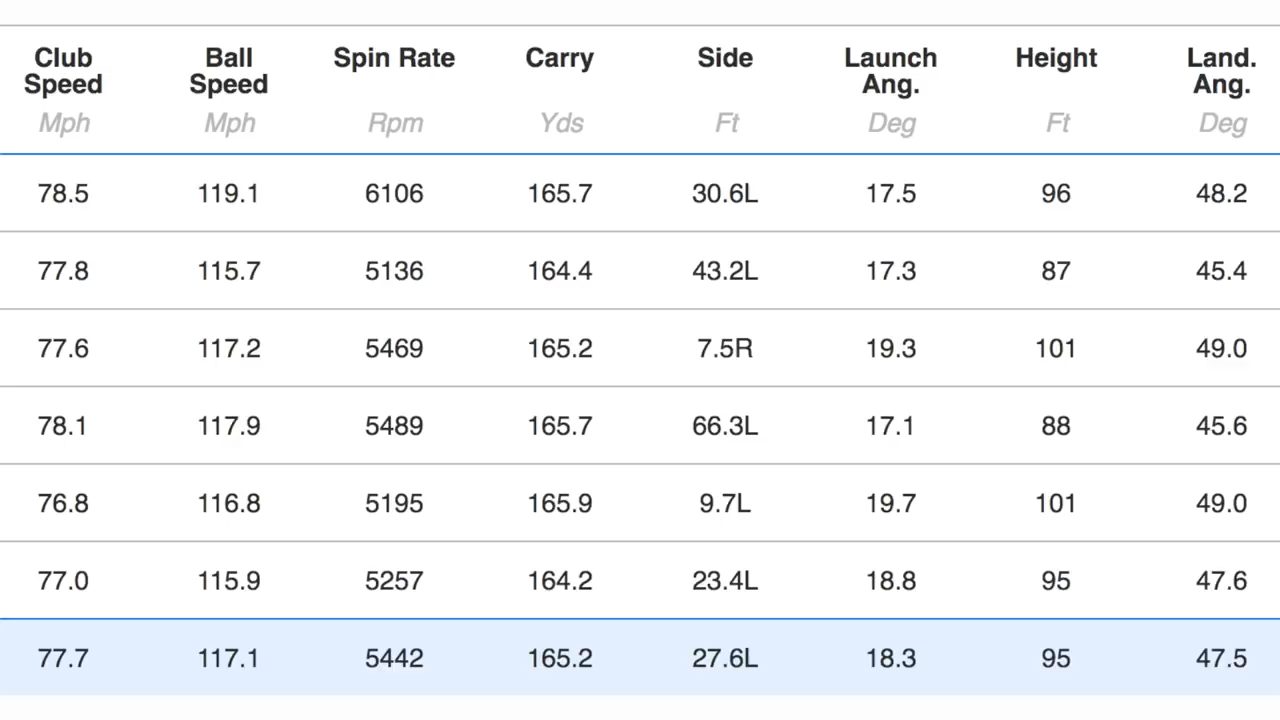 Club Speed Ball Speed Spin Rate Carry Side Launch Ang. Height Land. Ang.
Mph Mph Rpm Yds Ft Deg Ft Deg
78.5 119.1 6106 165.7 30.6L 17.5 96 48.2
77.8 115.7 5136 164.4 43.2L 17.3 87 45.4
77.6 117.2 5469 165.2 7.5R 19.3 101 49.0
78.1 117.9 5489 165.7 66.3L 17.1 88 45.6
76.8 116.8 5195 165.9 9.7L 19.7 101 49.0
77.0 115.9 5257 164.2 23.4L 18.8 95 47.6
77.7 117.1 5442 165.2 27.6L 18.3 95 47.5